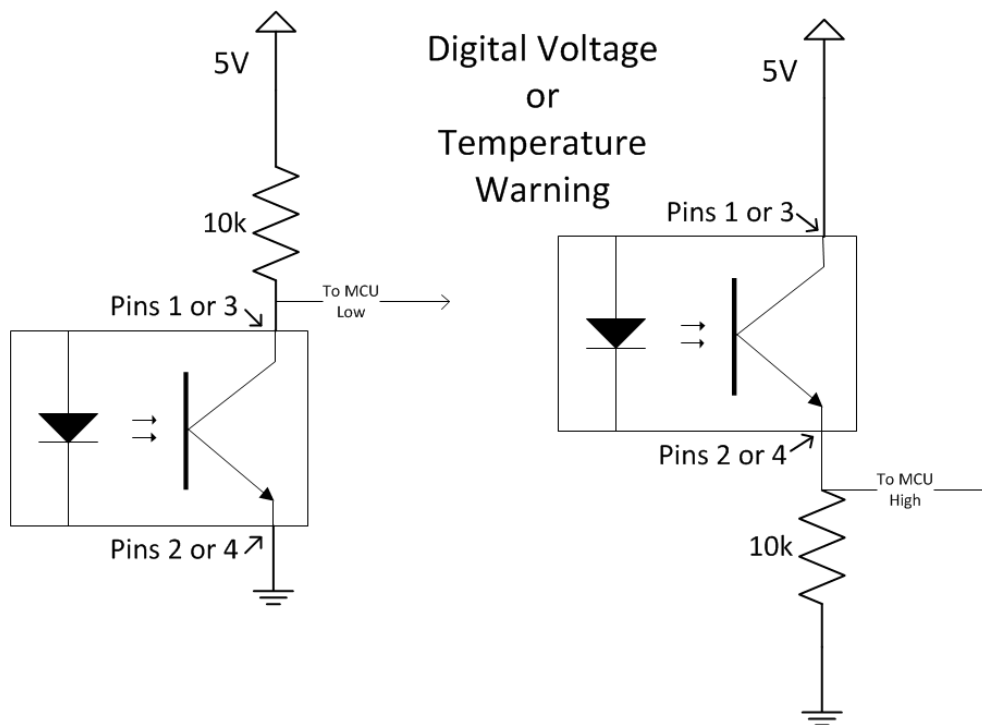 5V
10k
To MCU
Low
Pins 1 or 3
Pins 2 or 4
Digital Voltage
or
Temperature
Warning
5V
Pins 1 or 3
Pins 2 or 4
To MCU
High
10k